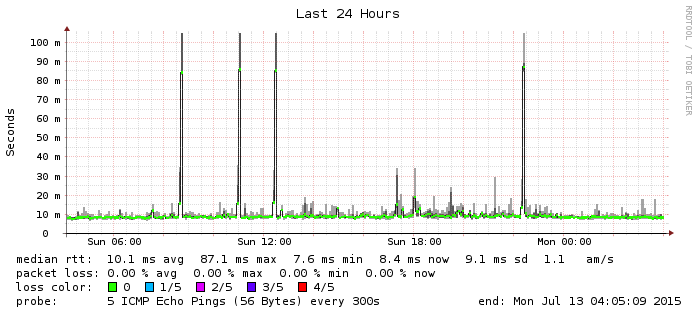 Last 24 Hours
RRDTOOL / TOBI OETIKER
Seconds
100 m
90 m
80 m
70 m
60 m
50 m
40 m
30 m
20 m
10 m
0
Sun 06:00 Sun 12:00 Sun 18:00 Mon 00:00
median rtt: 10.1 ms avg 87.1 ms max 7.6 ms min 8.4 ms now 9.1 ms sd 1.1 am/s
packet loss: 0.00 % avg 0.00 % max 0.00 % min 0.00 % now
loss color: 0 1/5 2/5 3/5 4/5
probe: 5 ICMP Echo Pings (56 Bytes) every 300s end: Mon Jul 13 04:05:09 2015